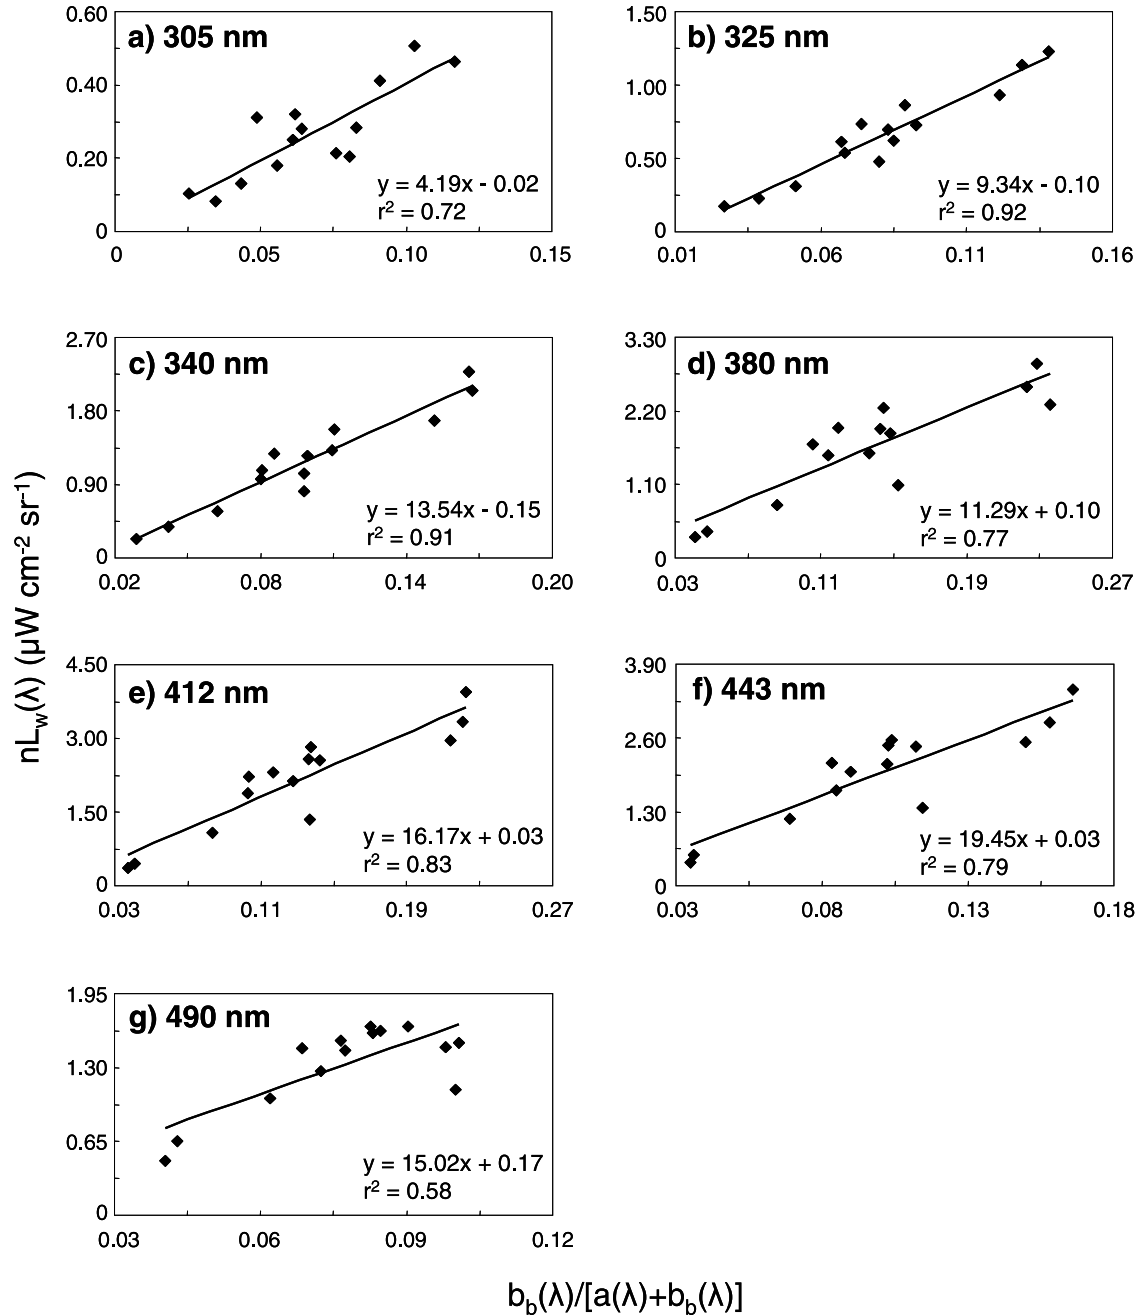 a) 305 nm
0.60
0.40
0.20
0
y = 4.19x - 0.02
r² = 0.72
0
0.05
0.10
0.15
b) 325 nm
1.50
1.00
0.50
0
y = 9.34x - 0.10
r² = 0.92
0.01
0.06
0.11
0.16
c) 340 nm
2.70
1.80
0.90
0
y = 13.54x - 0.15
r² = 0.91
0.02
0.08
0.14
0.20
d) 380 nm
3.30
2.20
1.10
0
y = 11.29x + 0.10
r² = 0.77
0.03
0.11
0.19
0.27
e) 412 nm
4.50
3.00
1.50
0
y = 16.17x + 0.03
r² = 0.83
0.03
0.11
0.19
0.27
f) 443 nm
3.90
2.60
1.30
0
y = 19.45x + 0.03
r² = 0.79
0.03
0.08
0.13
0.18
g) 490 nm
1.95
1.30
0.65
0
y = 15.02x + 0.17
r² = 0.58
0.03
0.06
0.09
0.12
nL_w(λ) (µW cm⁻² sr⁻¹)
b_b(λ)/[a(λ)+b_b(λ)]